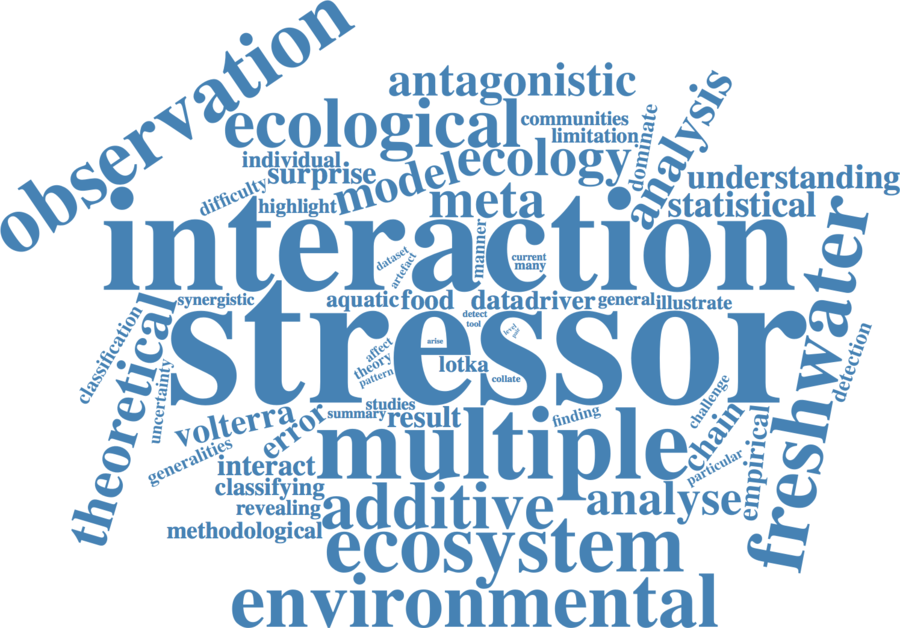 observation
antagonistic
ecological
communities
limitation
dominate
analysis
individual
surprise
model
ecology
understanding
difficulty
highlight
meta
statistical
interaction
dataset
artefact
manner
current
many
freshwater
synergistic
aquatic
food
data
driver
general
illustrate
stressor
detect
tool
level
pair
arise
affect
theory
pattern
lotka
collate
classification
theoretical
uncertainty
detection
challenge
volterra
error
summary
studies
result
finding
multiple
chain
particular
empirical
generalities
interact
classifying
revealing
methodological
additive
analyse
ecosystem
environmental